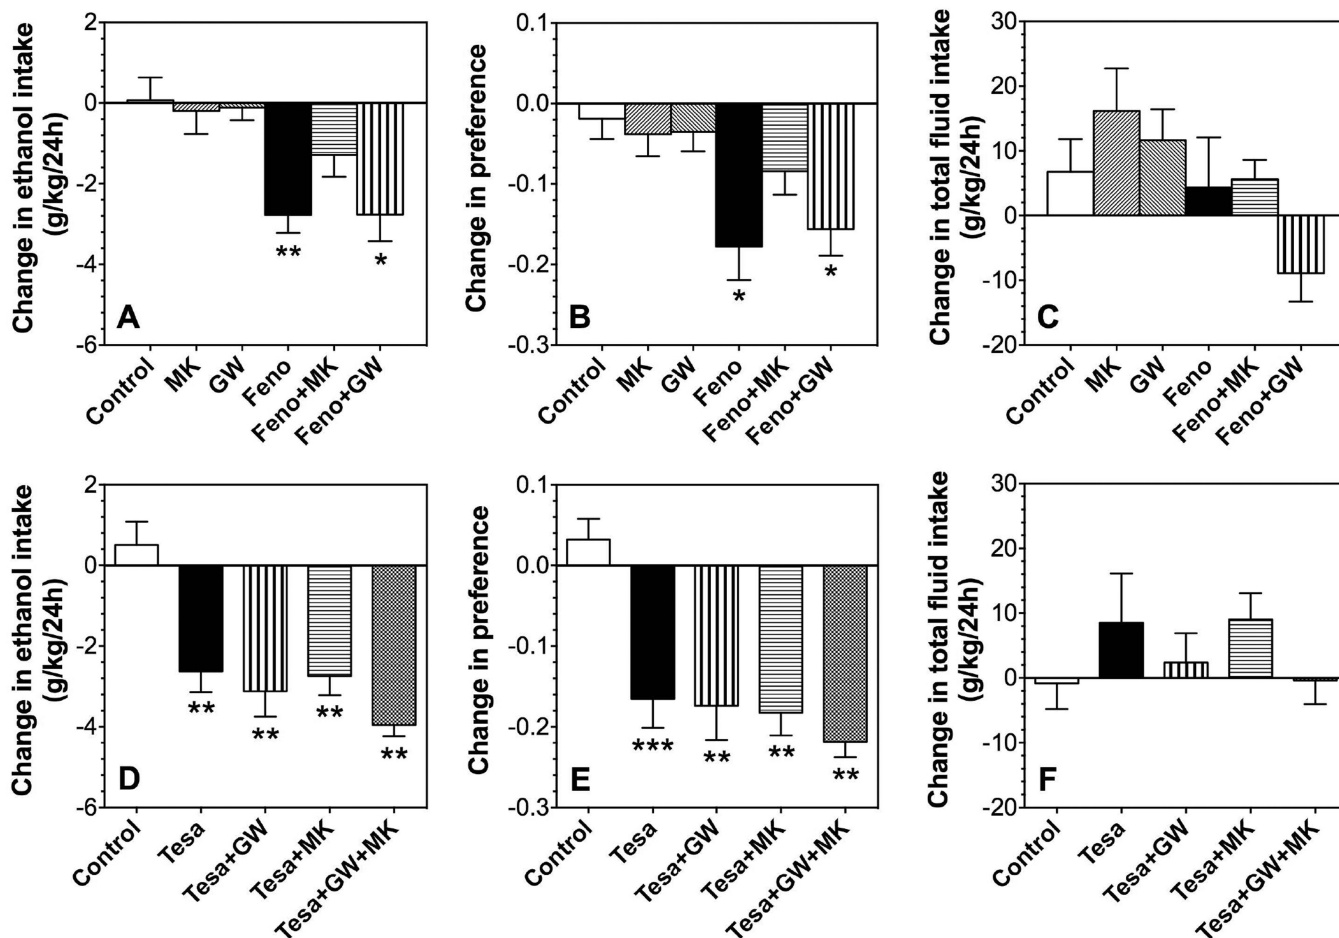 Change in ethanol intake
(g/kg/24h)
2
0
-2
-4
-6
A
**
*
Control
MK
GW
Feno
Feno+MK
Feno+GW
Change in preference
0.1
0.0
-0.1
-0.2
-0.3
B
*
*
Control
MK
GW
Feno
Feno+MK
Feno+GW
Change in total fluid intake
(g/kg/24h)
30
20
10
0
-10
-20
C
Control
MK
GW
Feno
Feno+MK
Feno+GW
Change in ethanol intake
(g/kg/24h)
2
0
-2
-4
-6
D
**
**
**
**
Control
Tesa
Tesa+GW
Tesa+MK
Tesa+GW+MK
Change in preference
0.1
0.0
-0.1
-0.2
-0.3
E
***
**
**
**
Control
Tesa
Tesa+GW
Tesa+MK
Tesa+GW+MK
Change in total fluid intake
(g/kg/24h)
30
20
10
0
-10
-20
F
Control
Tesa
Tesa+GW
Tesa+MK
Tesa+GW+MK